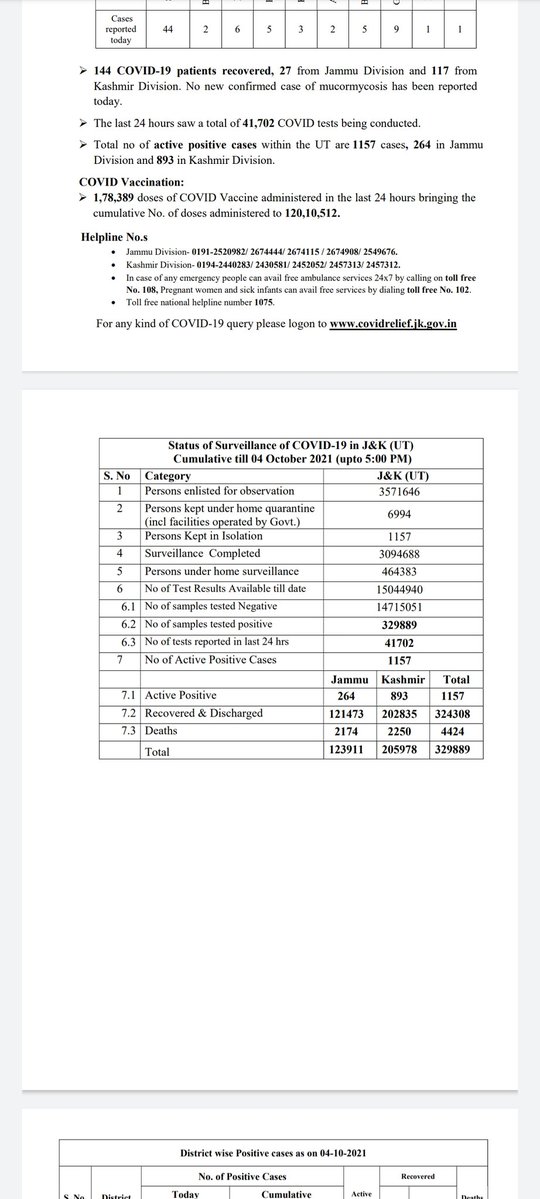 Cases reported today 44 2 6 5 3 2 5 9 1 1
➢ 144 COVID-19 patients recovered, 27 from Jammu Division and 117 from
Kashmir Division. No new confirmed case of mucormycosis has been reported
today.
➢ The last 24 hours saw a total of 41,702 COVID tests being conducted.
➢ Total no of active positive cases within the UT are 1157 cases, 264 in Jammu
Division and 893 in Kashmir Division.
COVID Vaccination:
➢ 1,78,389 doses of COVID Vaccine administered in the last 24 hours bringing the
cumulative No. of doses administered to 120,10,512.
Helpline No.s
• Jammu Division- 0191-2520982/ 2674444/ 2674115 / 2674908/ 2549676.
• Kashmir Division- 0194-2440283/ 2430581/ 2452052/ 2457313/ 2457312.
• In case of any emergency people can avail free ambulance services 24x7 by calling on toll free
No. 108, Pregnant women and sick infants can avail free services by dialing toll free No. 102.
• Toll free national helpline number 1075.
For any kind of COVID-19 query please logon to www.covidrelief.jk.gov.in
Status of Surveillance of COVID-19 in J&K (UT)
Cumulative till 04 October 2021 (upto 5:00 PM)
S. No Category J&K (UT)
1 Persons enlisted for observation 3571646
2 Persons kept under home quarantine
(incl facilities operated by Govt.) 6994
3 Persons Kept in Isolation 1157
4 Surveillance Completed 3094688
5 Persons under home surveillance 464383
6 No of Test Results Available till date 15044940
6.1 No of samples tested Negative 14715051
6.2 No of samples tested positive 329889
6.3 No of tests reported in last 24 hrs 41702
7 No of Active Positive Cases 1157
Jammu Kashmir Total
7.1 Active Positive 264 893 1157
7.2 Recovered & Discharged 121473 202835 324308
7.3 Deaths 2174 2250 4424
Total 123911 205978 329889
District wise Positive cases as on 04-10-2021
No. of Positive Cases Recovered
S. No District Today Cumulative Active Deaths